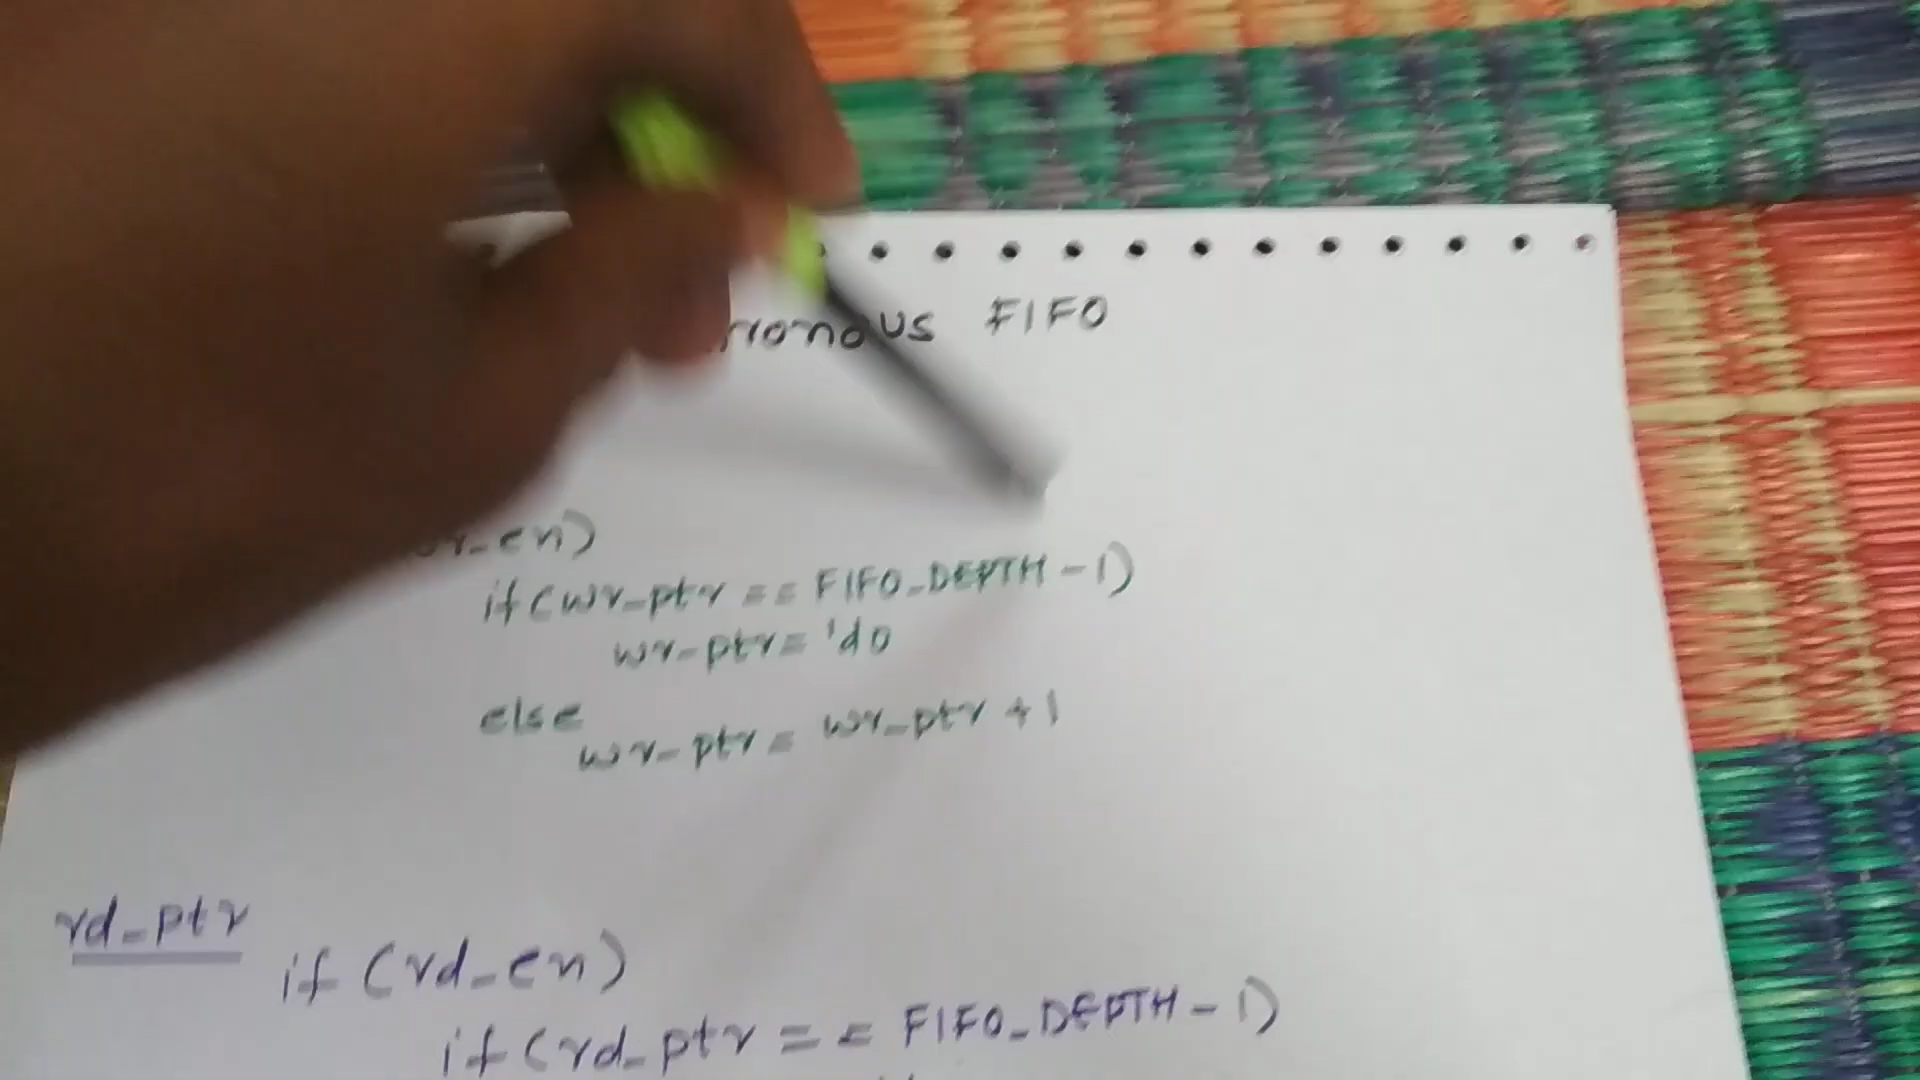 FIFO
if (wr_ptr == FIFO_DEPTH - 1)
wr_ptr = 'd0
else
wr_ptr = wr_ptr + 1
rd_ptr
if (rd_en)
if (rd_ptr == FIFO_DEPTH - 1)